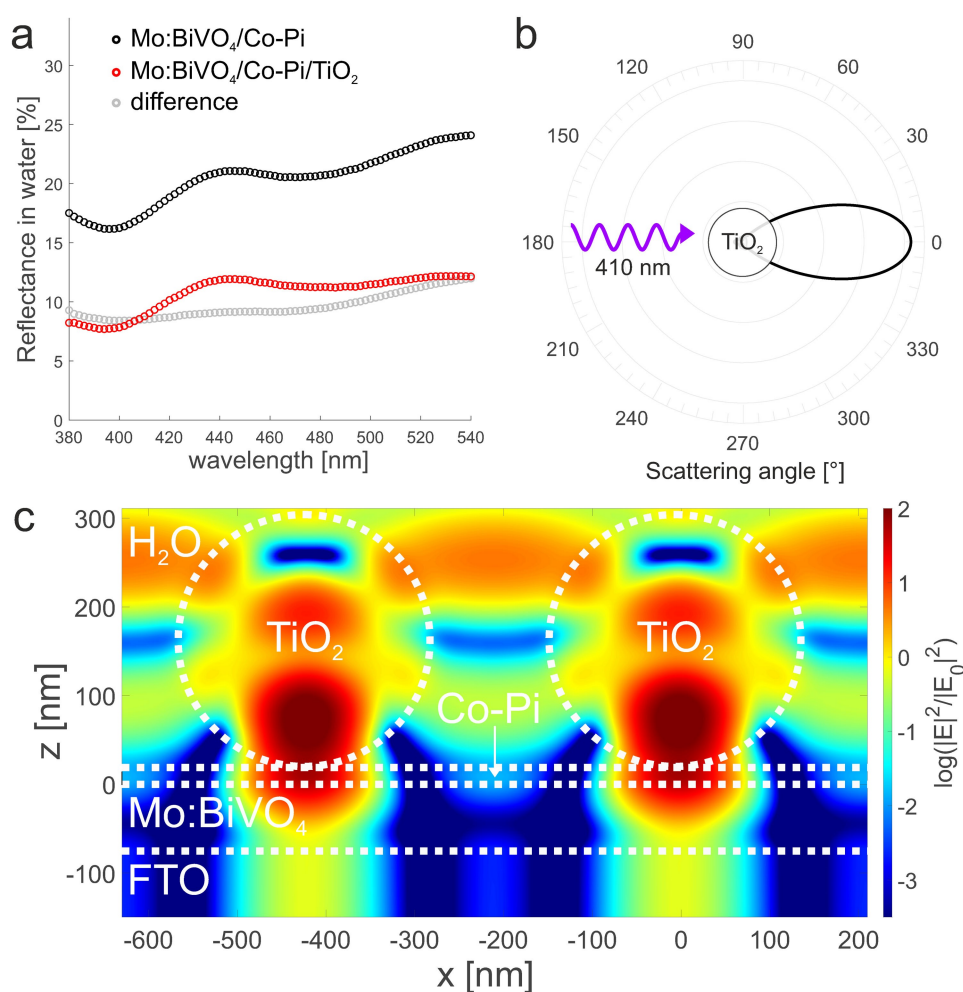 a
Mo:BiVO₄/Co-Pi
Mo:BiVO₄/Co-Pi/TiO₂
difference
Reflectance in water [%]
30
25
20
15
10
5
0
380 400 420 440 460 480 500 520 540
wavelength [nm]
b
90
120 60
150 30
180 0
210 330
240 300
270
TiO₂
410 nm
Scattering angle [°]
c
H₂O
TiO₂ TiO₂
Co-Pi
Mo:BiVO₄
FTO
z [nm]
300
200
100
0
-100
-600 -500 -400 -300 -200 -100 0 100 200
x [nm]
2
1
0
-1
-2
-3
log(|E|²/|E₀|²)